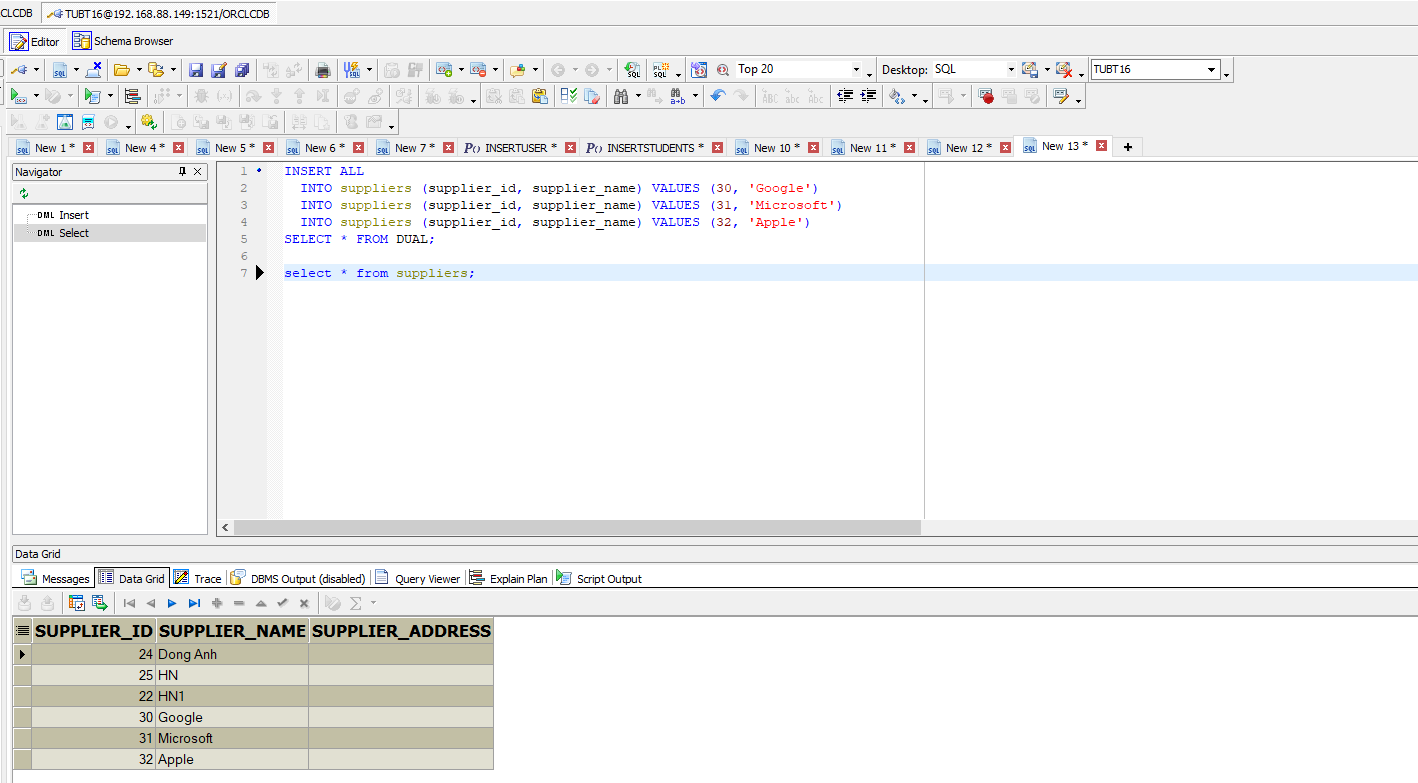 CLCDB TUBT16@192.168.88.149:1521/ORCLCDB
Editor Schema Browser
Top 20 Desktop: SQL TUBT16
New 1 * New 4 * New 5 * New 6 * New 7 * P() INSERTUSER * P() INSERTSTUDENTS * New 10 * New 11 * New 12 * New 13 * +
Navigator
DML Insert
DML Select
1 INSERT ALL
2 INTO suppliers (supplier_id, supplier_name) VALUES (30, 'Google')
3 INTO suppliers (supplier_id, supplier_name) VALUES (31, 'Microsoft')
4 INTO suppliers (supplier_id, supplier_name) VALUES (32, 'Apple')
5 SELECT * FROM DUAL;
6
7 select * from suppliers;
Data Grid
Messages Data Grid Trace DBMS Output (disabled) Query Viewer Explain Plan Script Output
SUPPLIER_ID SUPPLIER_NAME SUPPLIER_ADDRESS
24 Dong Anh
25 HN
22 HN1
30 Google
31 Microsoft
32 Apple